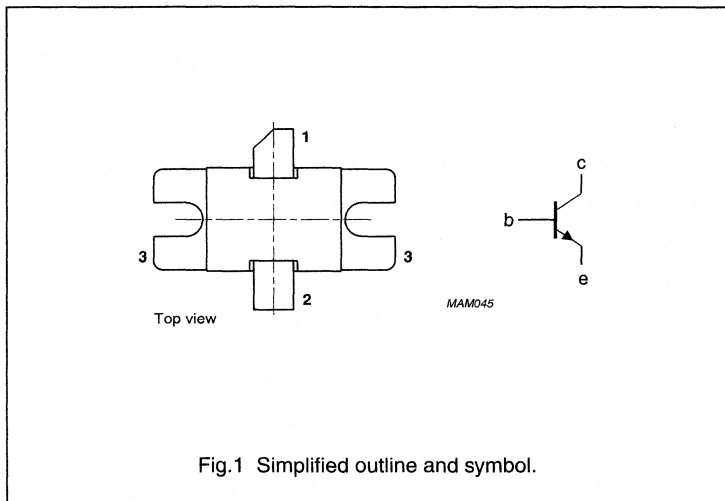 1
c
b
3
3
e
2
MAM045
Top view
Fig.1 Simplified outline and symbol.